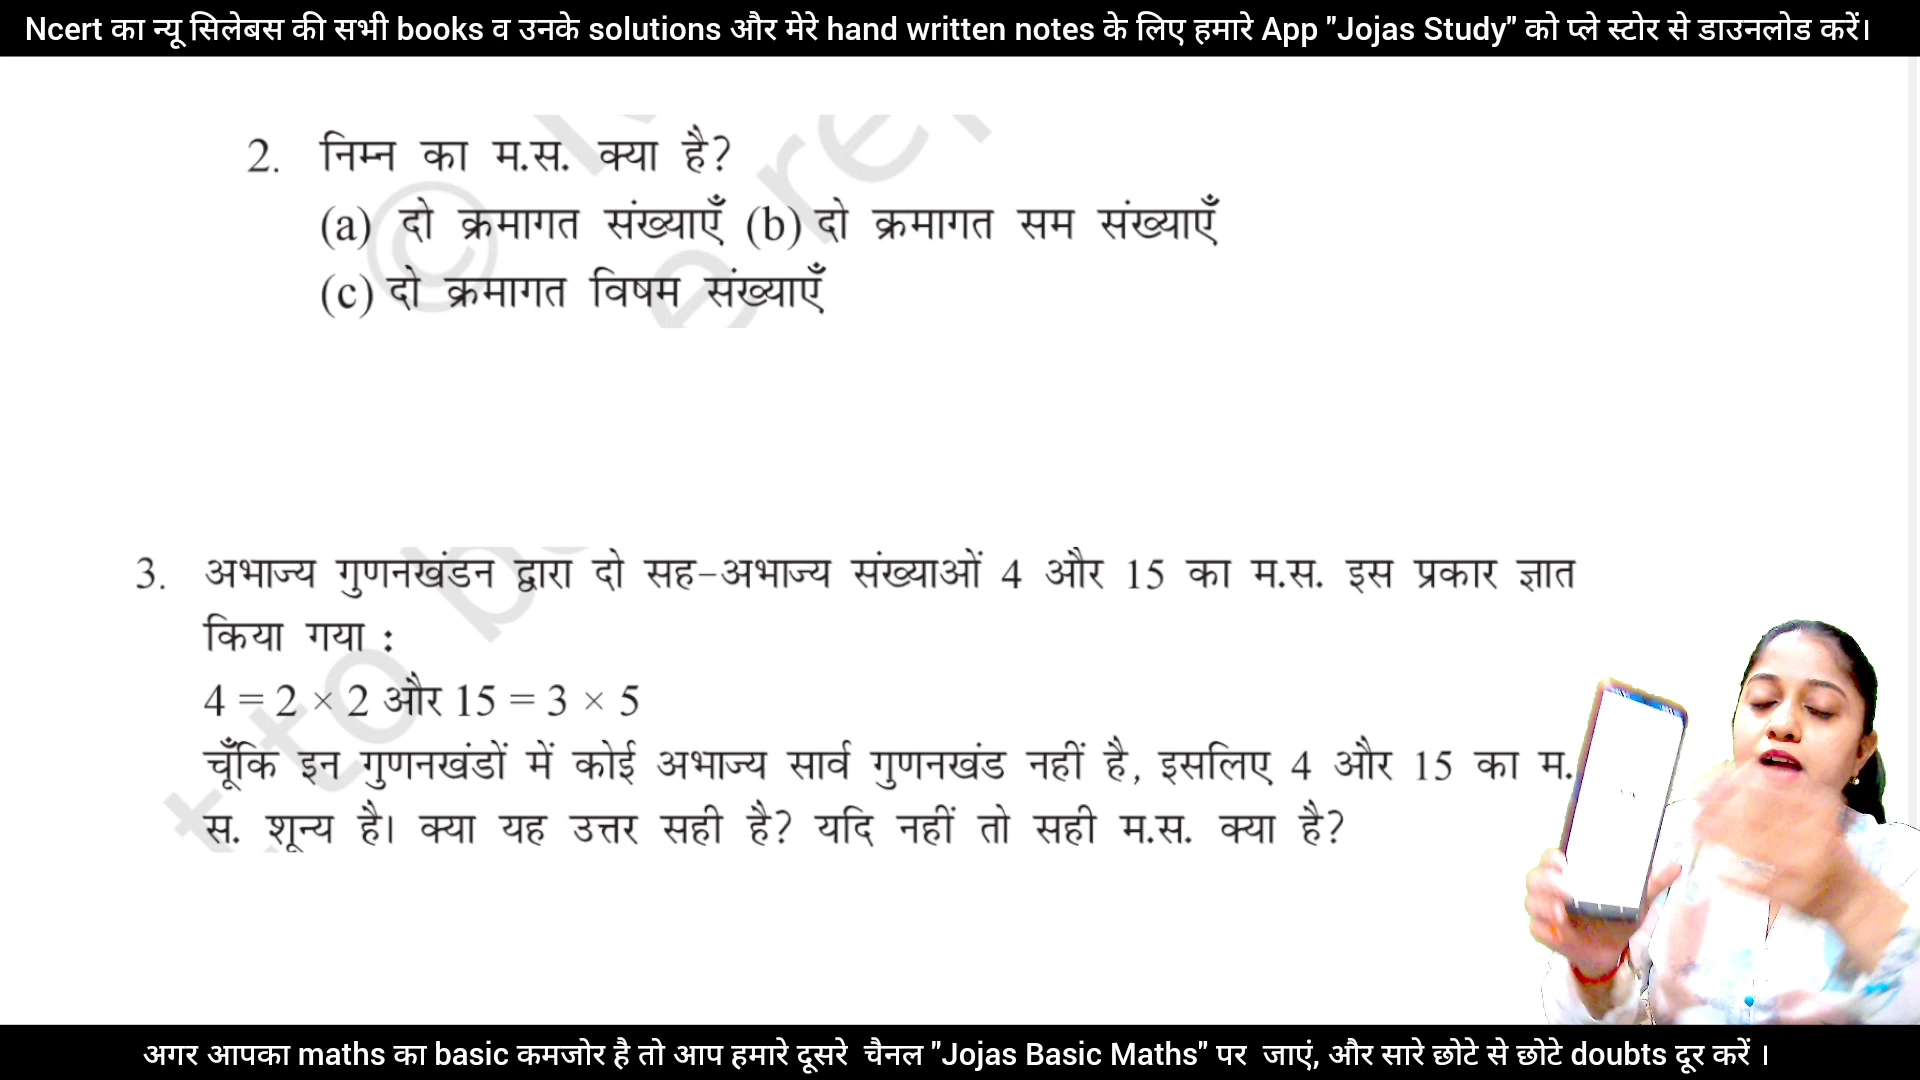 Ncert का न्यू सिलेबस की सभी books व उनके solutions और मेरे hand written notes के लिए हमारे App "Jojas Study" को प्ले स्टोर से डाउनलोड करें।
2. निम्न का म.स. क्या है?
(a) दो क्रमागत संख्याएँ (b) दो क्रमागत सम संख्याएँ
(c) दो क्रमागत विषम संख्याएँ
3. अभाज्य गुणनखंडन द्वारा दो सह-अभाज्य संख्याओं 4 और 15 का म.स. इस प्रकार ज्ञात
किया गया :
4 = 2 × 2 और 15 = 3 × 5
चूँकि इन गुणनखंडों में कोई अभाज्य सार्व गुणनखंड नहीं है, इसलिए 4 और 15 का म.
स. शून्य है। क्या यह उत्तर सही है? यदि नहीं तो सही म.स. क्या है?
अगर आपका maths का basic कमजोर है तो आप हमारे दूसरे चैनल "Jojas Basic Maths" पर जाएं, और सारे छोटे से छोटे doubts दूर करें ।